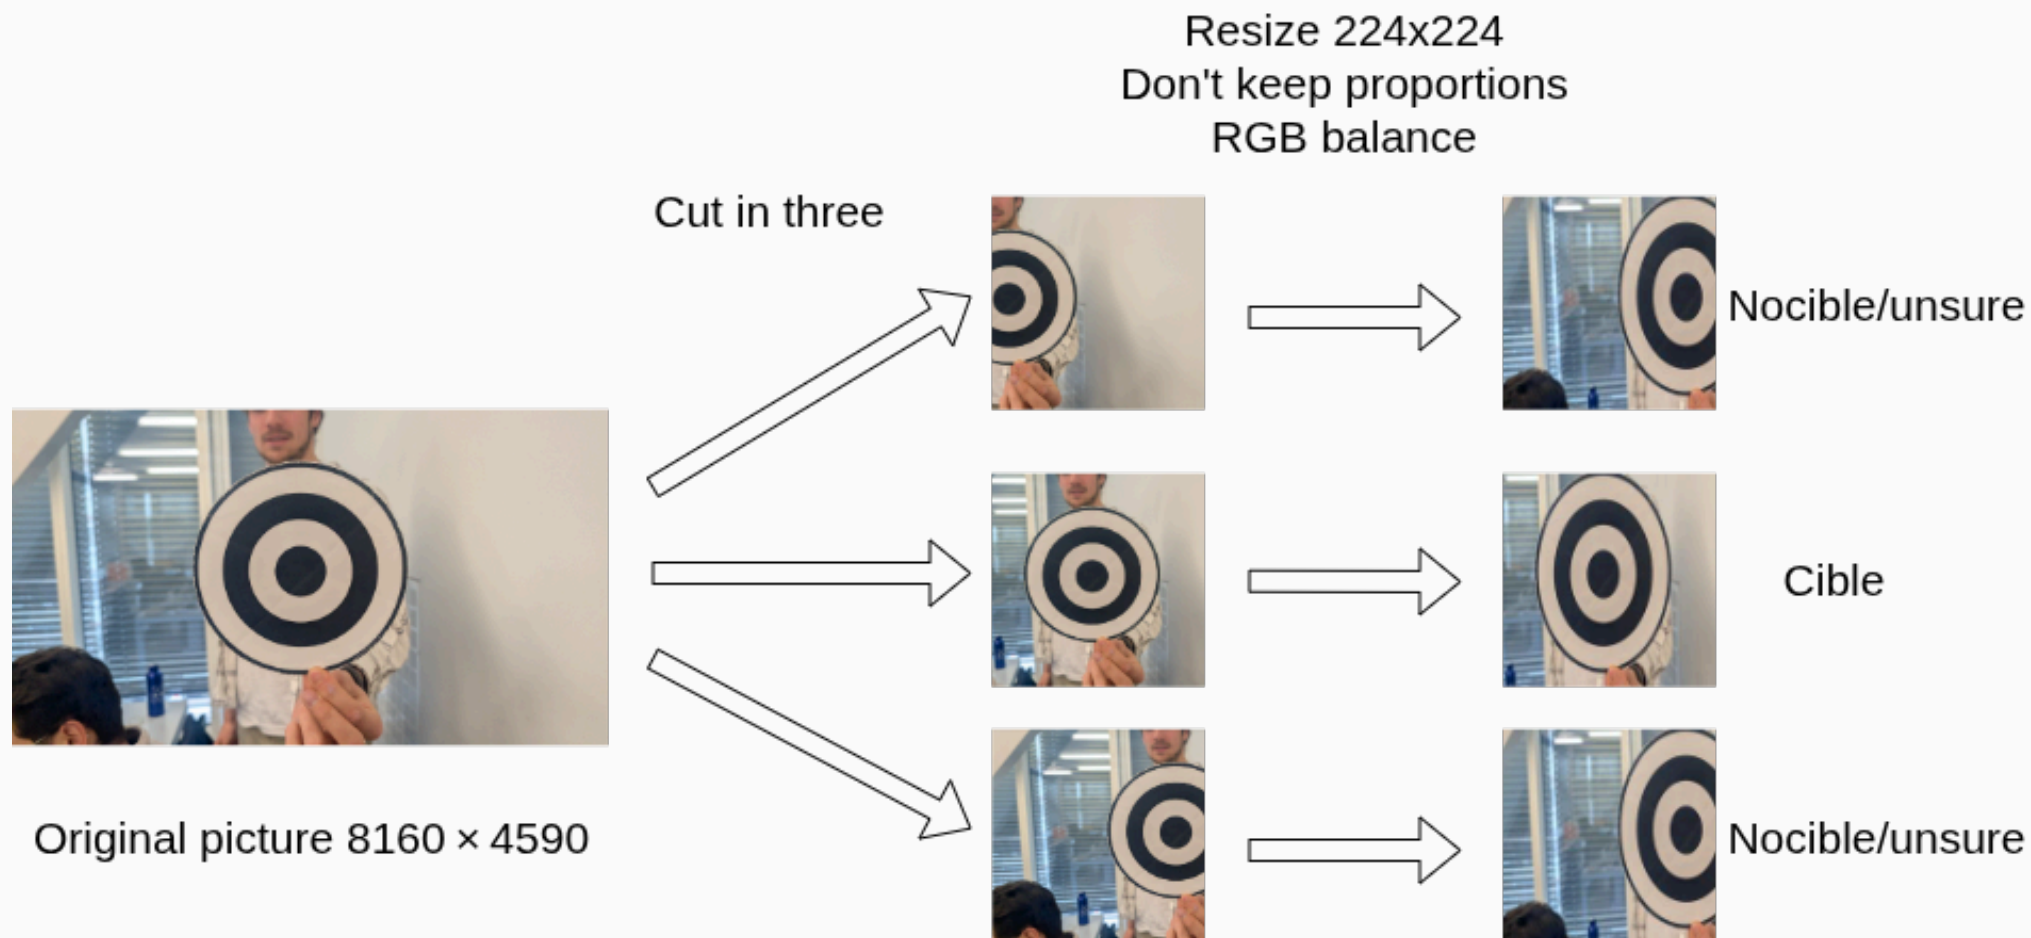 Resize 224x224
Don't keep proportions
RGB balance
Cut in three
Nocible/unsure
Cible
Original picture 8160 × 4590
Nocible/unsure